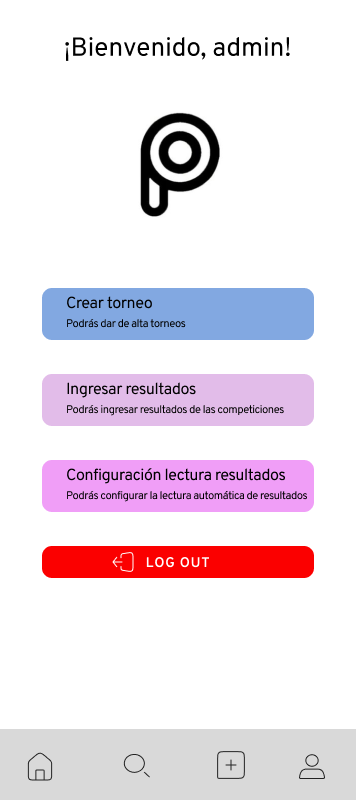 ¡Bienvenido, admin!
Crear torneo
Podrás dar de alta torneos
Ingresar resultados
Podrás ingresar resultados de las competiciones
Configuración lectura resultados
Podrás configurar la lectura automática de resultados
LOG OUT